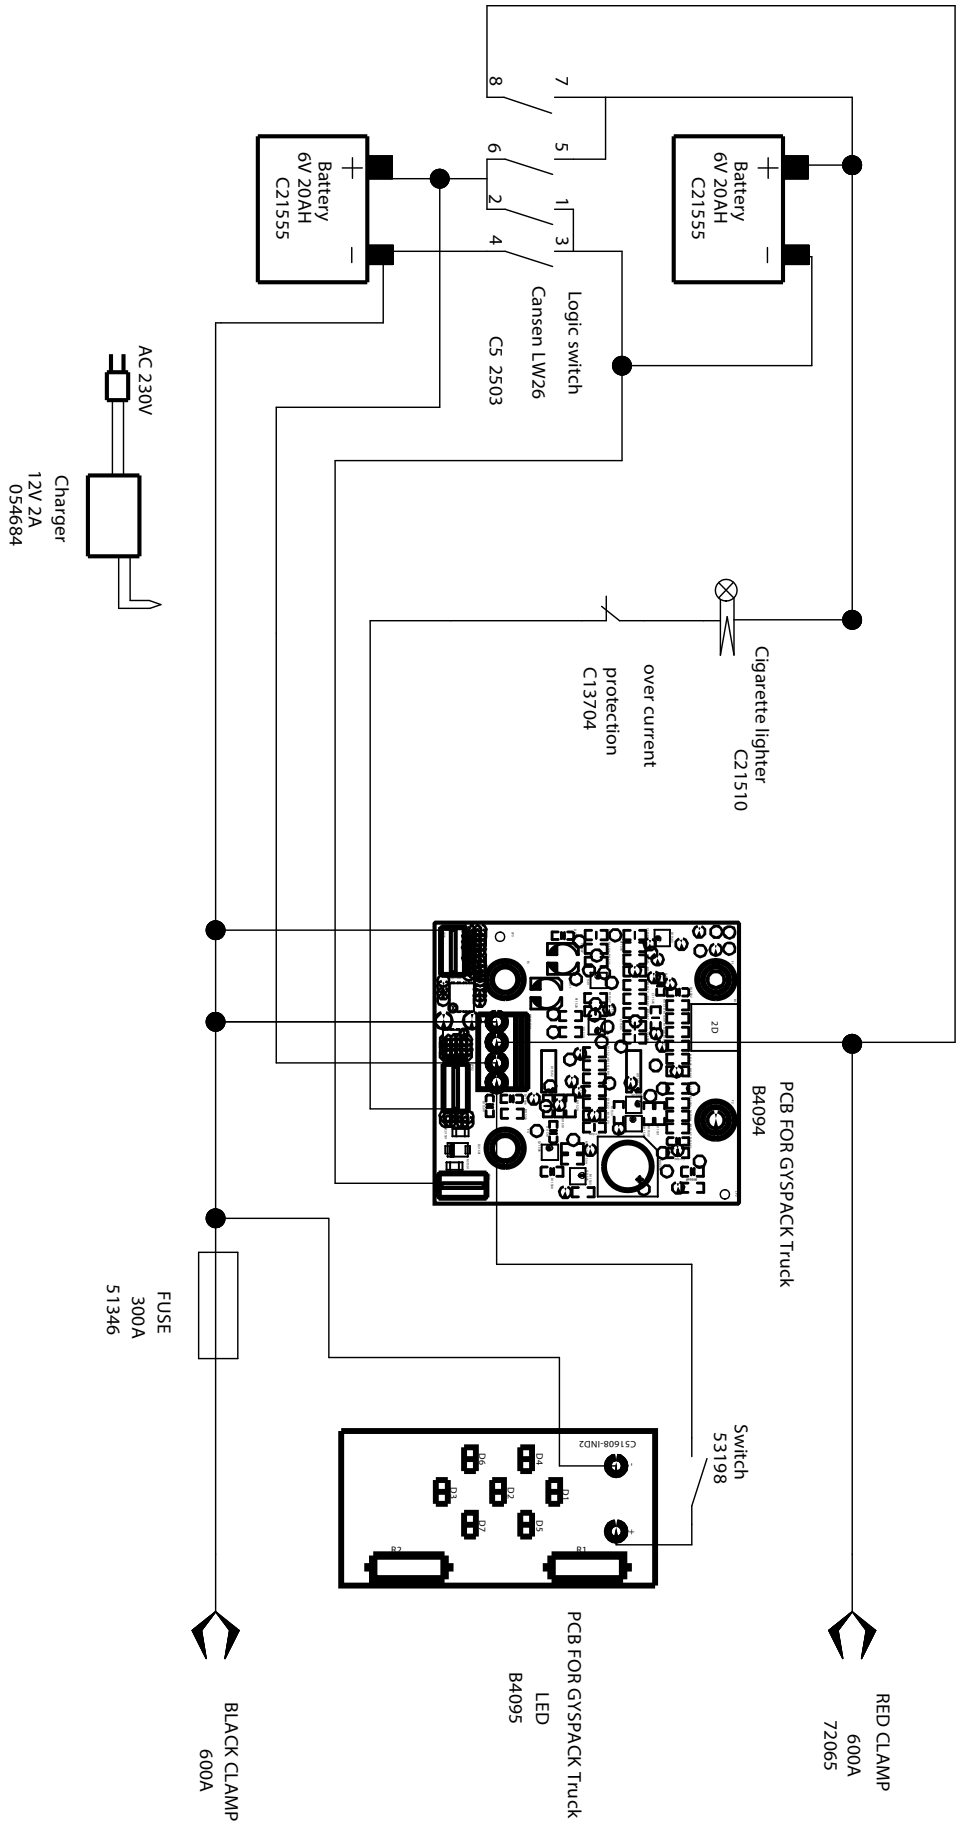 8
7
6
5
2
1
4
3
+
Battery
6V 20AH
C21555
–
+
Battery
6V 20AH
C21555
–
Logic switch
Cansen LW26
C5 2503
AC 230V
Charger
12V 2A
054684
Cigarette lighter
C21510
over current
protection
C13704
2D
PCB FOR GYSPACK Truck
B4094
FUSE
300A
51346
Switch
53198
C51608-IND2
-
+
D6
D4
D3
D2
D1
D7
D5
R2
R1
PCB FOR GYSPACK Truck
LED
B4095
RED CLAMP
600A
72065
BLACK CLAMP
600A